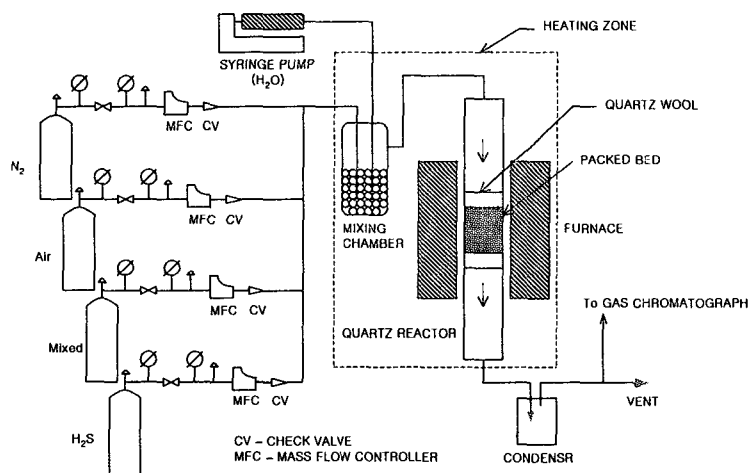 HEATING ZONE
SYRINGE PUMP
(H₂O)
QUARTZ WOOL
MFC CV
N₂
PACKED BED
MFC CV
MIXING
CHAMBER
FURNACE
Air
MFC CV
To GAS CHROMATOGRAPH
QUARTZ REACTOR
Mixed
MFC CV
VENT
H₂S
CV – CHECK VALVE
MFC – MASS FLOW CONTROLLER
CONDENSR